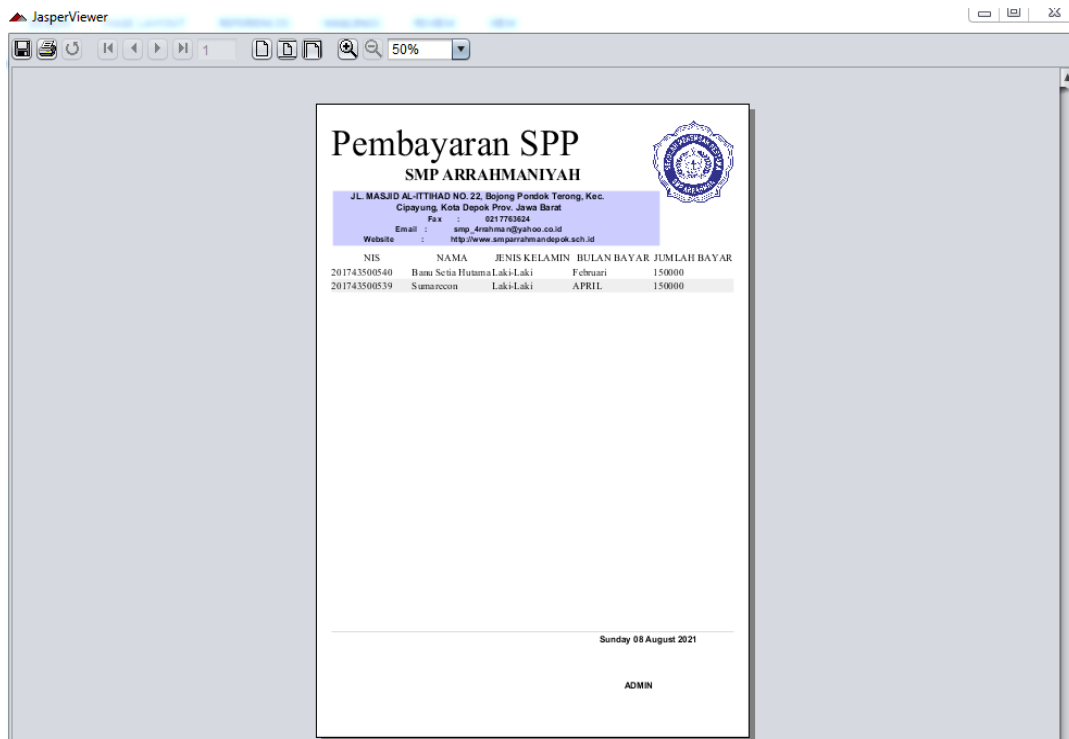 JasperViewer
1
50%
Pembayaran SPP
SMP ARRAHMANIYAH
JL. MASJID AL-ITTIHAD NO. 22, Bojong Pondok Terong, Kec.
Cipayung, Kota Depok Prov. Jawa Barat
Fax : 0217763624
Email : smp_4rrahman@yahoo.co.id
Website : http://www.smparrahmandepok.sch.id
NIS NAMA JENIS KELAMIN BULAN BAYAR JUMLAH BAYAR
201743500540 Banu Setia Hutama Laki-Laki Februari 150000
201743500539 Sumarecon Laki-Laki APRIL 150000
Sunday 08 August 2021
ADMIN